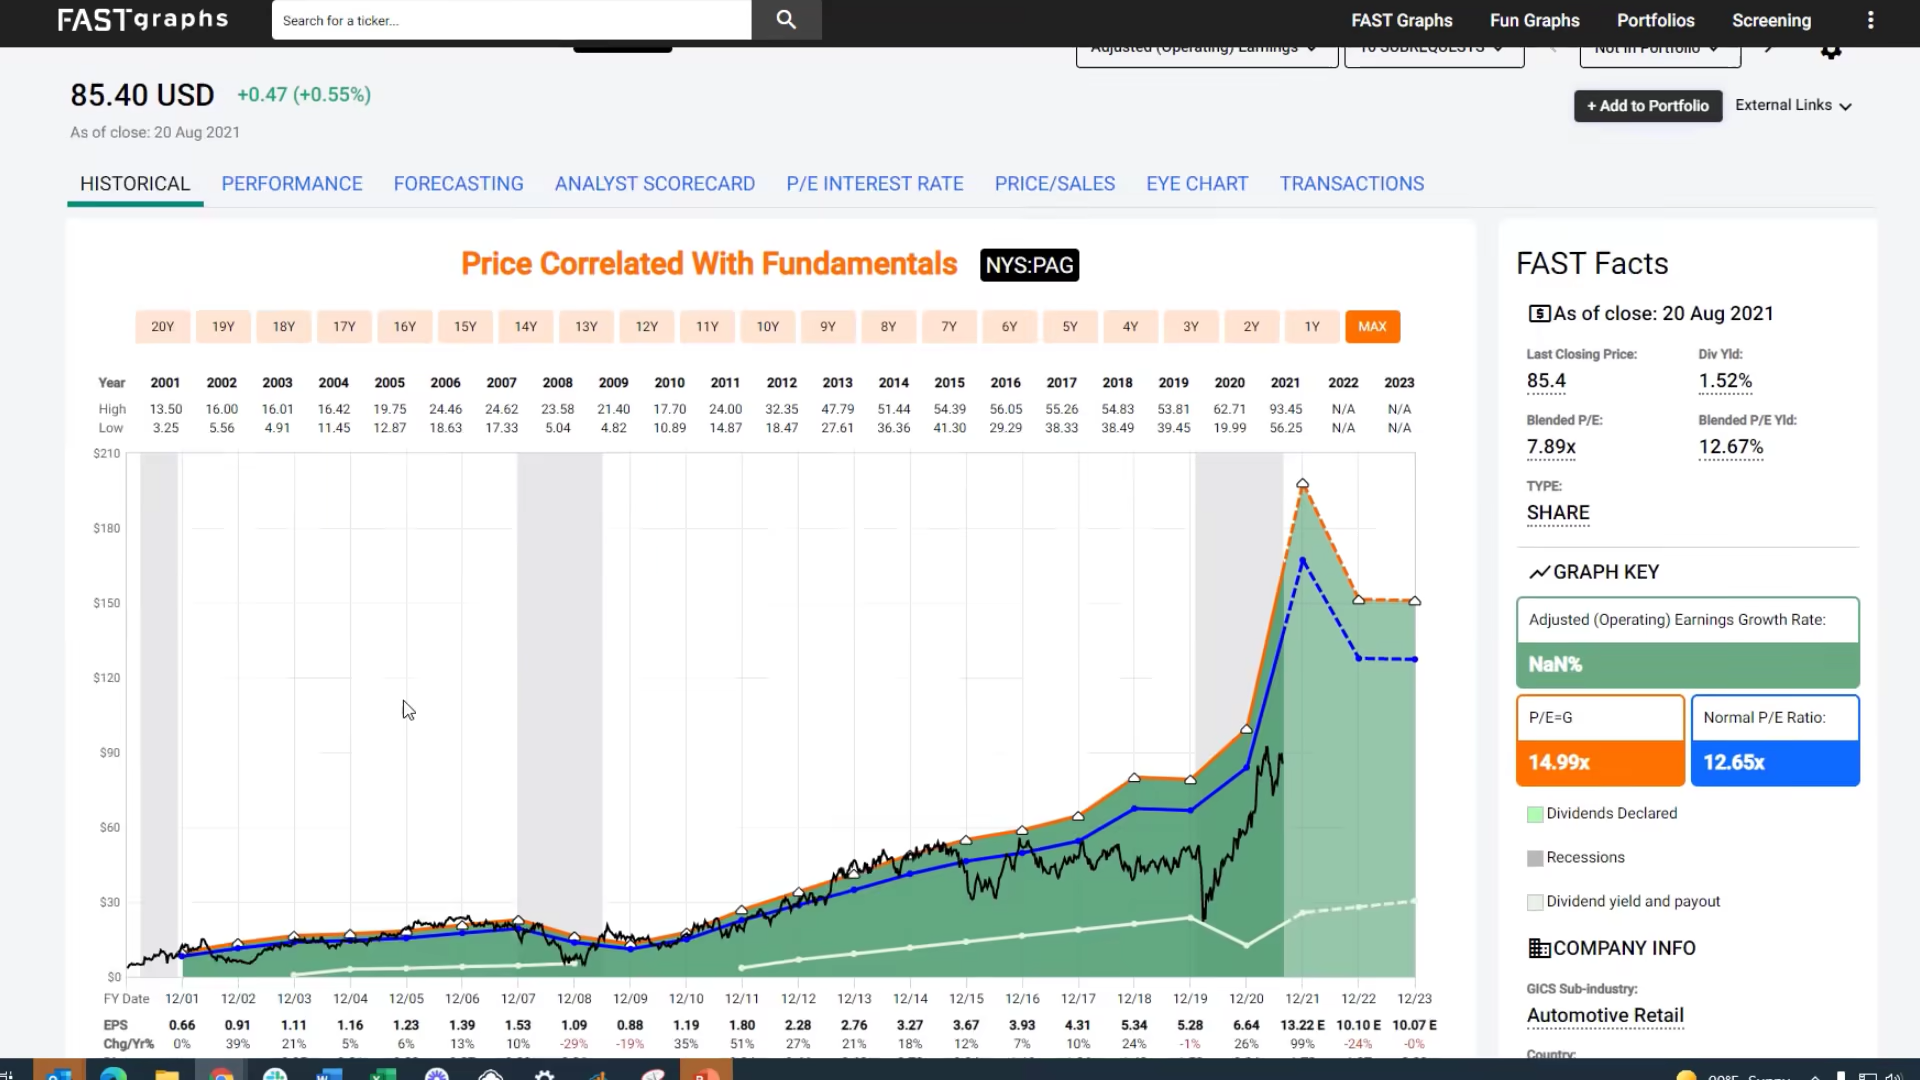 FASTgraphs
Search for a ticker...
FAST Graphs Fun Graphs Portfolios Screening
Adjusted (Operating) Earnings 10 SUBREQUESTS Not in Portfolio
85.40 USD +0.47 (+0.55%)
+ Add to Portfolio External Links
As of close: 20 Aug 2021
HISTORICAL PERFORMANCE FORECASTING ANALYST SCORECARD P/E INTEREST RATE PRICE/SALES EYE CHART TRANSACTIONS
Price Correlated With Fundamentals NYS:PAG
20Y 19Y 18Y 17Y 16Y 15Y 14Y 13Y 12Y 11Y 10Y 9Y 8Y 7Y 6Y 5Y 4Y 3Y 2Y 1Y MAX
Year 2001 2002 2003 2004 2005 2006 2007 2008 2009 2010 2011 2012 2013 2014 2015 2016 2017 2018 2019 2020 2021 2022 2023
High 13.50 16.00 16.01 16.42 19.75 24.46 24.62 23.58 21.40 17.70 24.00 32.35 47.79 51.44 54.39 56.05 55.26 54.83 53.81 62.71 93.45 N/A N/A
Low 3.25 5.56 4.91 11.45 12.87 18.63 17.33 5.04 4.82 10.89 14.87 18.47 27.61 36.36 41.30 29.29 38.33 38.49 39.45 19.99 56.25 N/A N/A
$210
$180
$150
$120
$90
$60
$30
$0
FY Date 12/01 12/02 12/03 12/04 12/05 12/06 12/07 12/08 12/09 12/10 12/11 12/12 12/13 12/14 12/15 12/16 12/17 12/18 12/19 12/20 12/21 12/22 12/23
EPS 0.66 0.91 1.11 1.16 1.23 1.39 1.53 1.09 0.88 1.19 1.80 2.28 2.76 3.27 3.67 3.93 4.31 5.34 5.28 6.64 13.22 E 10.10 E 10.07 E
Chg/Yr% 0% 39% 21% 5% 6% 13% 10% -29% -19% 35% 51% 27% 21% 18% 12% 7% 10% 24% -1% 26% 99% -24% -0%
FAST Facts
As of close: 20 Aug 2021
Last Closing Price: Div Yld:
85.4 1.52%
Blended P/E: Blended P/E Yld:
7.89x 12.67%
TYPE:
SHARE
GRAPH KEY
Adjusted (Operating) Earnings Growth Rate:
NaN%
P/E=G Normal P/E Ratio:
14.99x 12.65x
Dividends Declared
Recessions
Dividend yield and payout
COMPANY INFO
GICS Sub-industry:
Automotive Retail
Country: